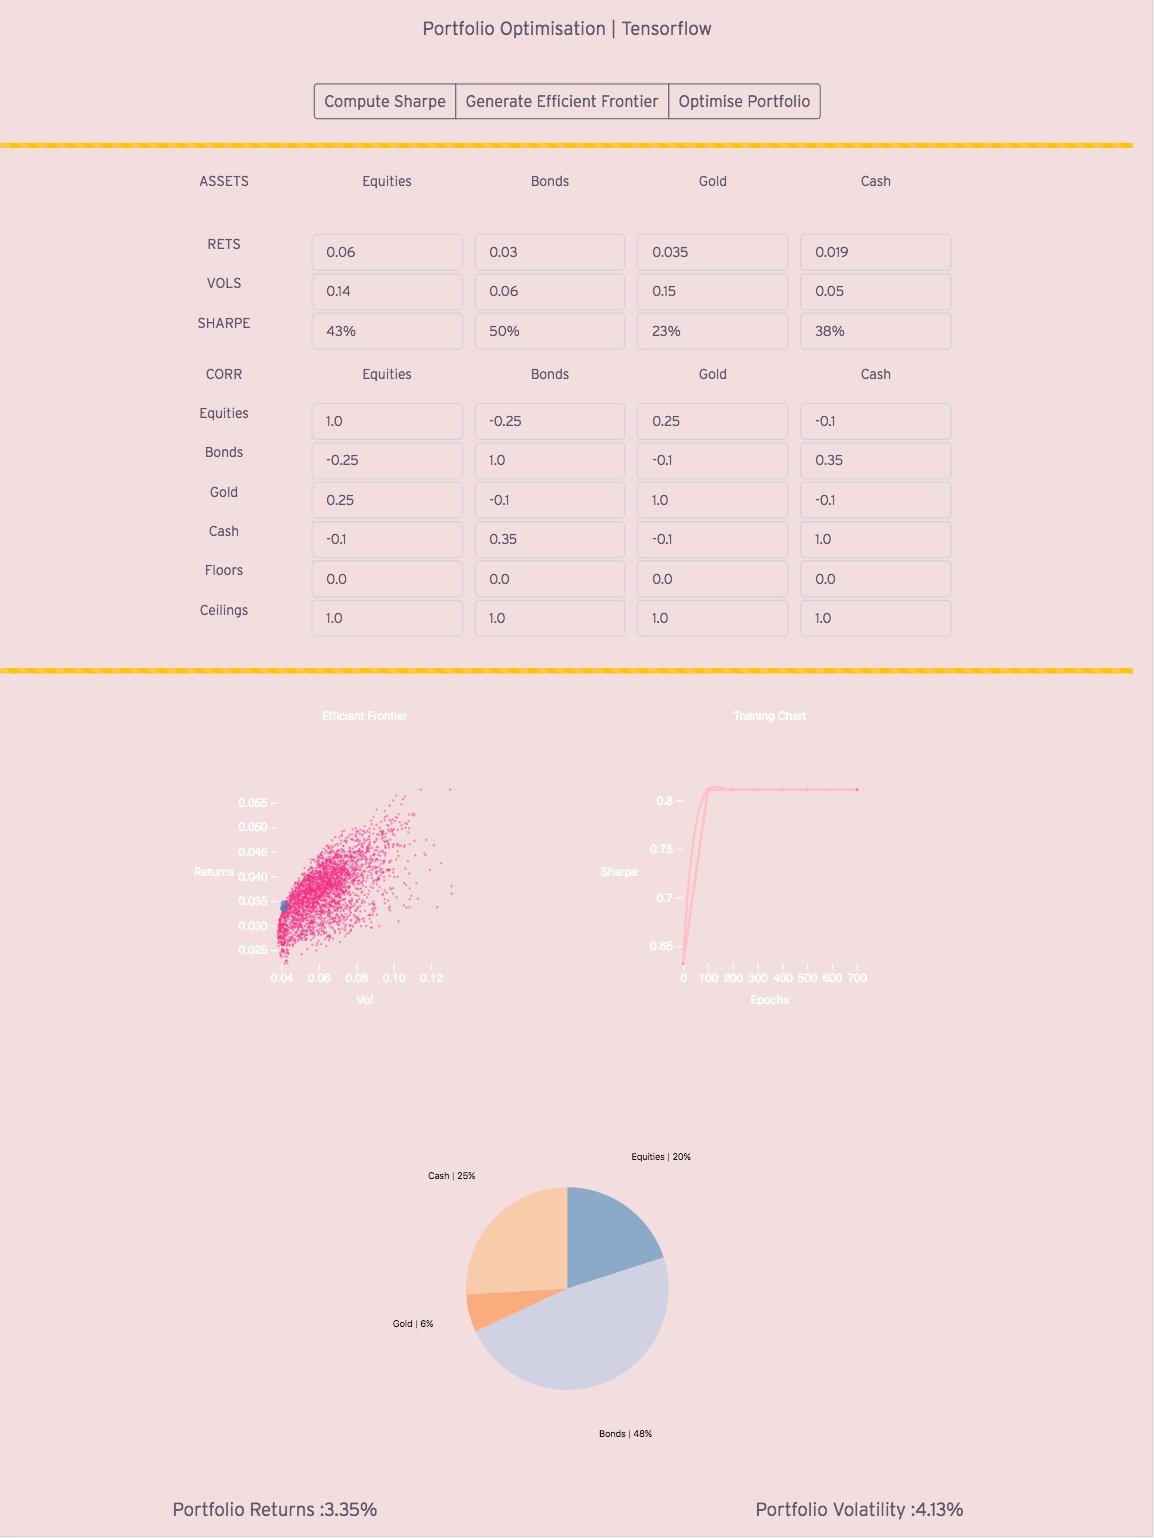 Portfolio Optimisation | Tensorflow
Compute Sharpe Generate Efficient Frontier Optimise Portfolio
ASSETS Equities Bonds Gold Cash
RETS 0.06 0.03 0.035 0.019
VOLS 0.14 0.06 0.15 0.05
SHARPE 43% 50% 23% 38%
CORR Equities Bonds Gold Cash
Equities 1.0 -0.25 0.25 -0.1
Bonds -0.25 1.0 -0.1 0.35
Gold 0.25 -0.1 1.0 -0.1
Cash -0.1 0.35 -0.1 1.0
Floors 0.0 0.0 0.0 0.0
Ceilings 1.0 1.0 1.0 1.0
Efficient Frontier
0.055
0.050
0.045
Returns 0.040
0.035
0.030
0.025
0.04 0.06 0.08 0.10 0.12
Vol
Training Chart
0.8
0.75
Sharpe
0.7
0.65
0 100 200 300 400 500 600 700
Epochs
Equities | 20%
Cash | 25%
Gold | 6%
Bonds | 48%
Portfolio Returns :3.35% Portfolio Volatility :4.13%